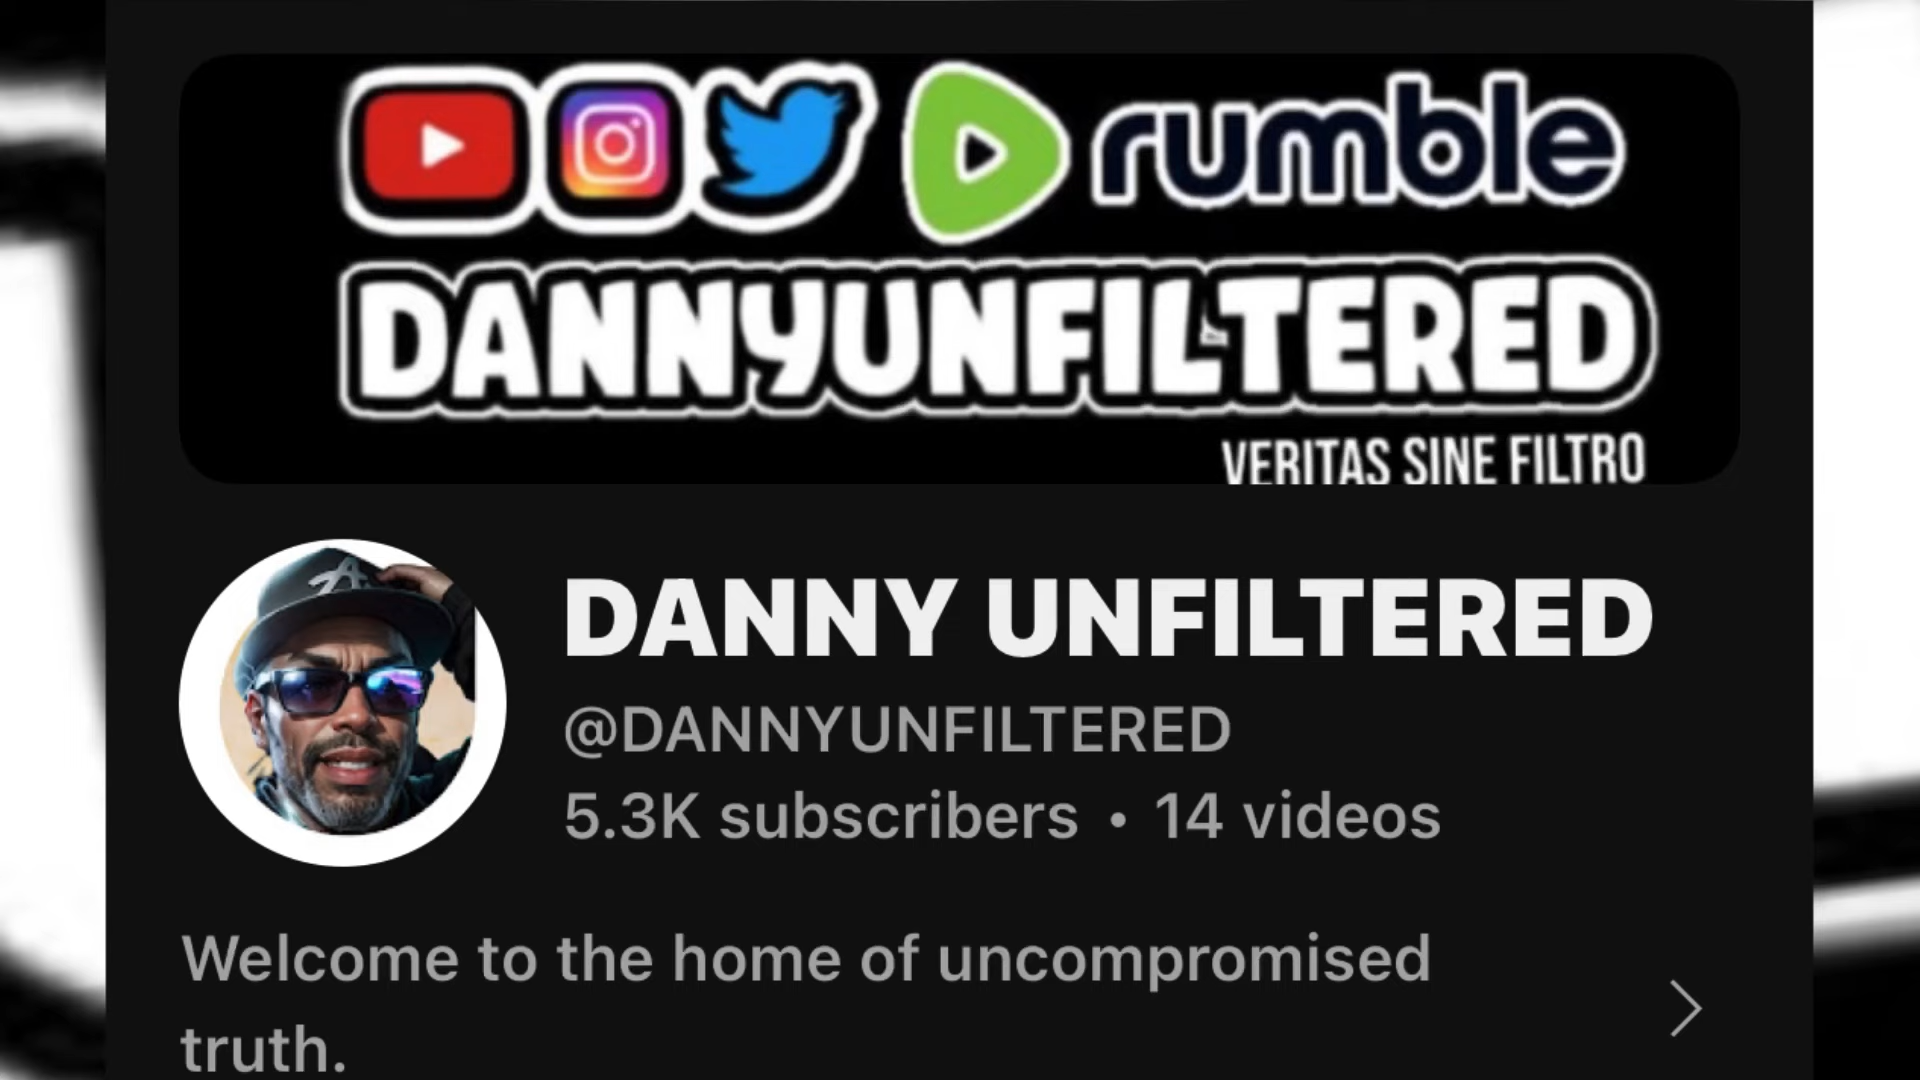 rumble
DANNYUNFILTERED
VERITAS SINE FILTRO
A
DANNY UNFILTERED
@DANNYUNFILTERED
5.3K subscribers • 14 videos
Welcome to the home of uncompromised
truth.